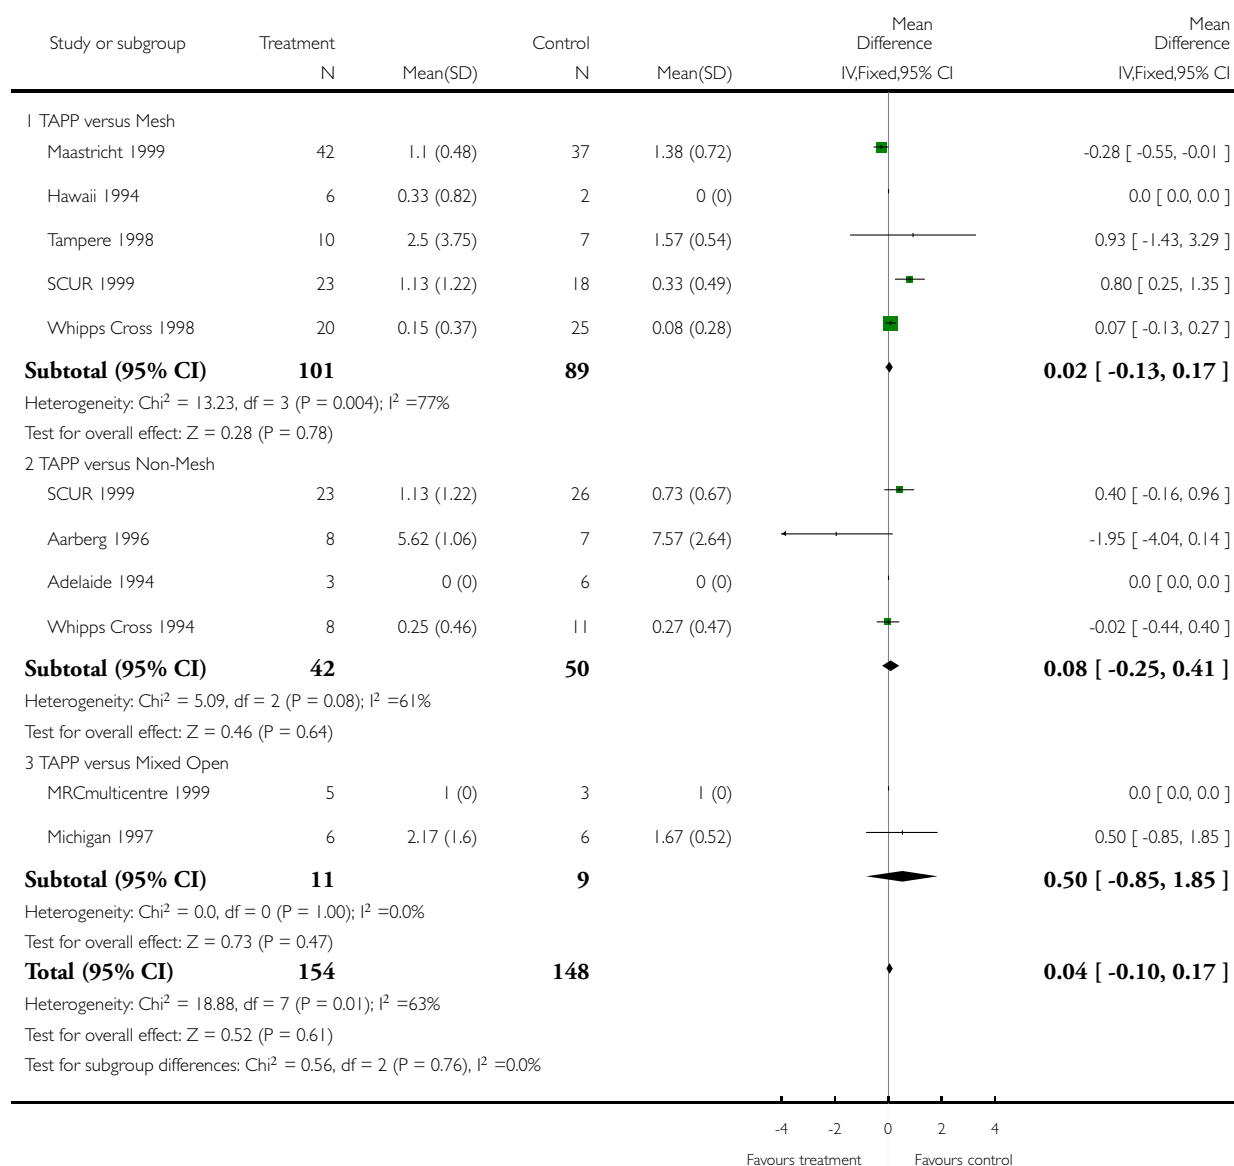 Study or subgroup Treatment Control Mean Difference Mean Difference
N Mean(SD) N Mean(SD) IV,Fixed,95% CI IV,Fixed,95% CI
1 TAPP versus Mesh
Maastricht 1999 42 1.1 (0.48) 37 1.38 (0.72) -0.28 [ -0.55, -0.01 ]
Hawaii 1994 6 0.33 (0.82) 2 0 (0) 0.0 [ 0.0, 0.0 ]
Tampere 1998 10 2.5 (3.75) 7 1.57 (0.54) 0.93 [ -1.43, 3.29 ]
SCUR 1999 23 1.13 (1.22) 18 0.33 (0.49) 0.80 [ 0.25, 1.35 ]
Whipps Cross 1998 20 0.15 (0.37) 25 0.08 (0.28) 0.07 [ -0.13, 0.27 ]
Subtotal (95% CI) 101 89 0.02 [ -0.13, 0.17 ]
Heterogeneity: Chi² = 13.23, df = 3 (P = 0.004); I² =77%
Test for overall effect: Z = 0.28 (P = 0.78)
2 TAPP versus Non-Mesh
SCUR 1999 23 1.13 (1.22) 26 0.73 (0.67) 0.40 [ -0.16, 0.96 ]
Aarberg 1996 8 5.62 (1.06) 7 7.57 (2.64) -1.95 [ -4.04, 0.14 ]
Adelaide 1994 3 0 (0) 6 0 (0) 0.0 [ 0.0, 0.0 ]
Whipps Cross 1994 8 0.25 (0.46) 11 0.27 (0.47) -0.02 [ -0.44, 0.40 ]
Subtotal (95% CI) 42 50 0.08 [ -0.25, 0.41 ]
Heterogeneity: Chi² = 5.09, df = 2 (P = 0.08); I² =61%
Test for overall effect: Z = 0.46 (P = 0.64)
3 TAPP versus Mixed Open
MRCmulticentre 1999 5 1 (0) 3 1 (0) 0.0 [ 0.0, 0.0 ]
Michigan 1997 6 2.17 (1.6) 6 1.67 (0.52) 0.50 [ -0.85, 1.85 ]
Subtotal (95% CI) 11 9 0.50 [ -0.85, 1.85 ]
Heterogeneity: Chi² = 0.0, df = 0 (P = 1.00); I² =0.0%
Test for overall effect: Z = 0.73 (P = 0.47)
Total (95% CI) 154 148 0.04 [ -0.10, 0.17 ]
Heterogeneity: Chi² = 18.88, df = 7 (P = 0.01); I² =63%
Test for overall effect: Z = 0.52 (P = 0.61)
Test for subgroup differences: Chi² = 0.56, df = 2 (P = 0.76), I² =0.0%
-4 -2 0 2 4
Favours treatment Favours control